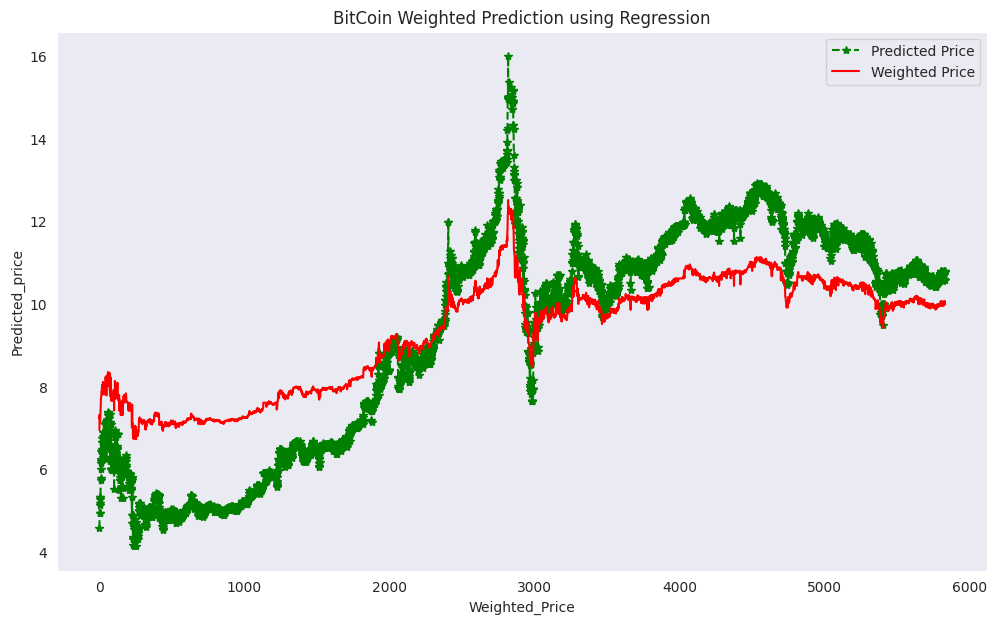 BitCoin Weighted Prediction using Regression
Predicted Price
Weighted Price
16
14
12
10
8
6
4
Predicted_price
0 1000 2000 3000 4000 5000 6000
Weighted_Price